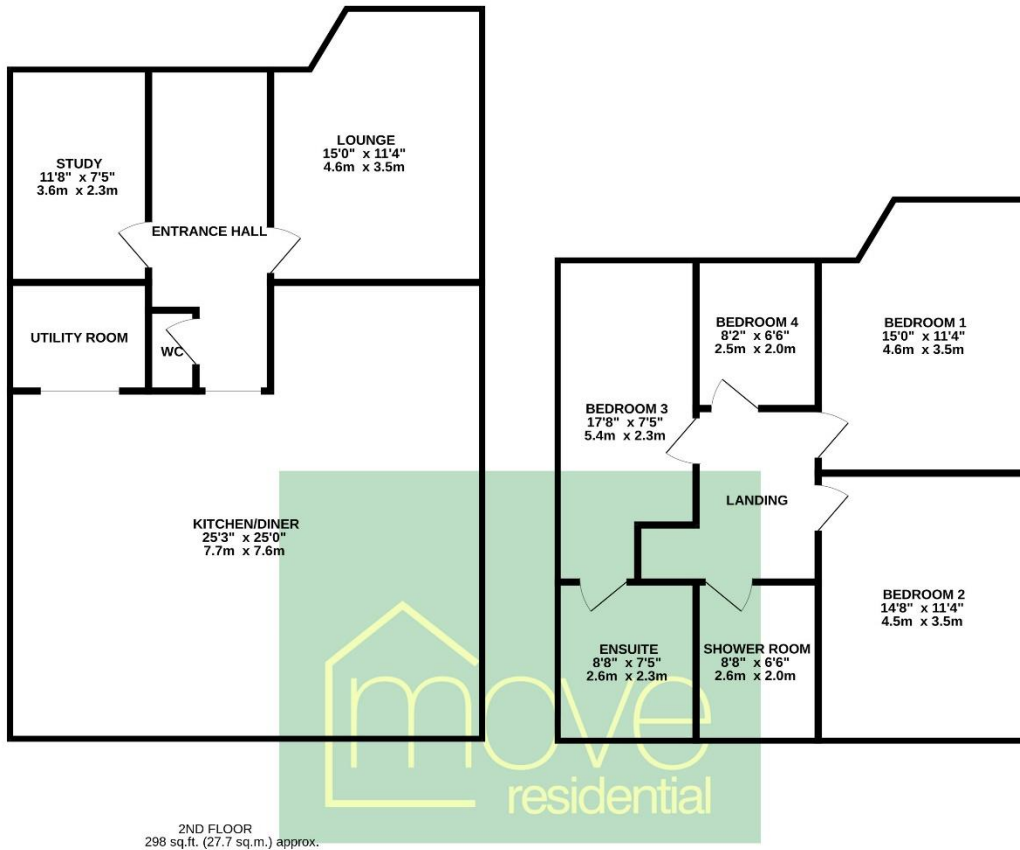 STUDY
11'8" x 7'5"
3.6m x 2.3m
ENTRANCE HALL
LOUNGE
15'0" x 11'4"
4.6m x 3.5m
UTILITY ROOM
WC
KITCHEN/DINER
25'3" x 25'0"
7.7m x 7.6m
BEDROOM 4
8'2" x 6'6"
2.5m x 2.0m
BEDROOM 1
15'0" x 11'4"
4.6m x 3.5m
BEDROOM 3
17'8" x 7'5"
5.4m x 2.3m
LANDING
BEDROOM 2
14'8" x 11'4"
4.5m x 3.5m
ENSUITE
8'8" x 7'5"
2.6m x 2.3m
SHOWER ROOM
8'8" x 6'6"
2.6m x 2.0m
move
residential
2ND FLOOR
298 sq.ft. (27.7 sq.m.) approx.